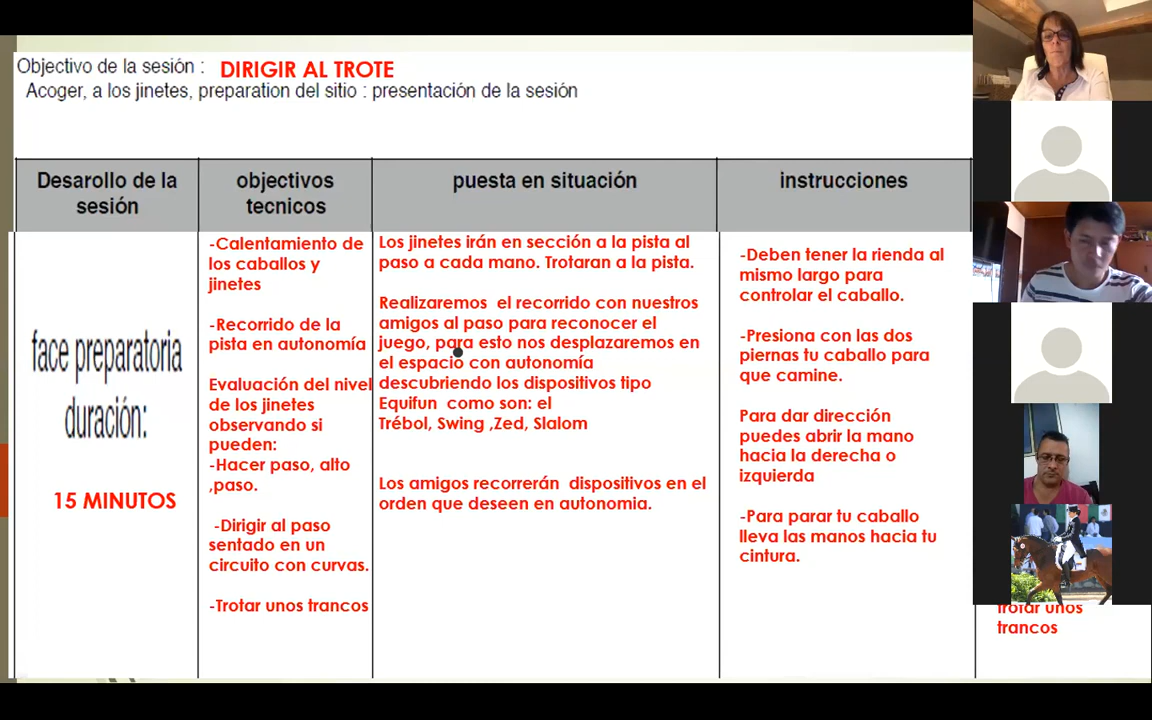 Objectivo de la sesión : DIRIGIR AL TROTE
Acoger, a los jinetes, preparation del sitio : presentación de la sesión
Desarollo de la
sesión
objectivos
tecnicos
puesta en situación
instrucciones
face preparatoria
duración:
15 MINUTOS
-Calentamiento de
los caballos y
jinetes
-Recorrido de la
pista en autonomía
Evaluación del nivel
de los jinetes
observando si
pueden:
-Hacer paso, alto
,paso.
-Dirigir al paso
sentado en un
circuito con curvas.
-Trotar unos trancos
Los jinetes irán en sección a la pista al
paso a cada mano. Trotaran a la pista.
Realizaremos el recorrido con nuestros
amigos al paso para reconocer el
juego, para esto nos desplazaremos en
el espacio con autonomía
descubriendo los dispositivos tipo
Equifun como son: el
Trébol, Swing ,Zed, Slalom
Los amigos recorrerán dispositivos en el
orden que deseen en autonomia.
-Deben tener la rienda al
mismo largo para
controlar el caballo.
-Presiona con las dos
piernas tu caballo para
que camine.
Para dar dirección
puedes abrir la mano
hacia la derecha o
izquierda
-Para parar tu caballo
lleva las manos hacia tu
cintura.
trotar unos
trancos